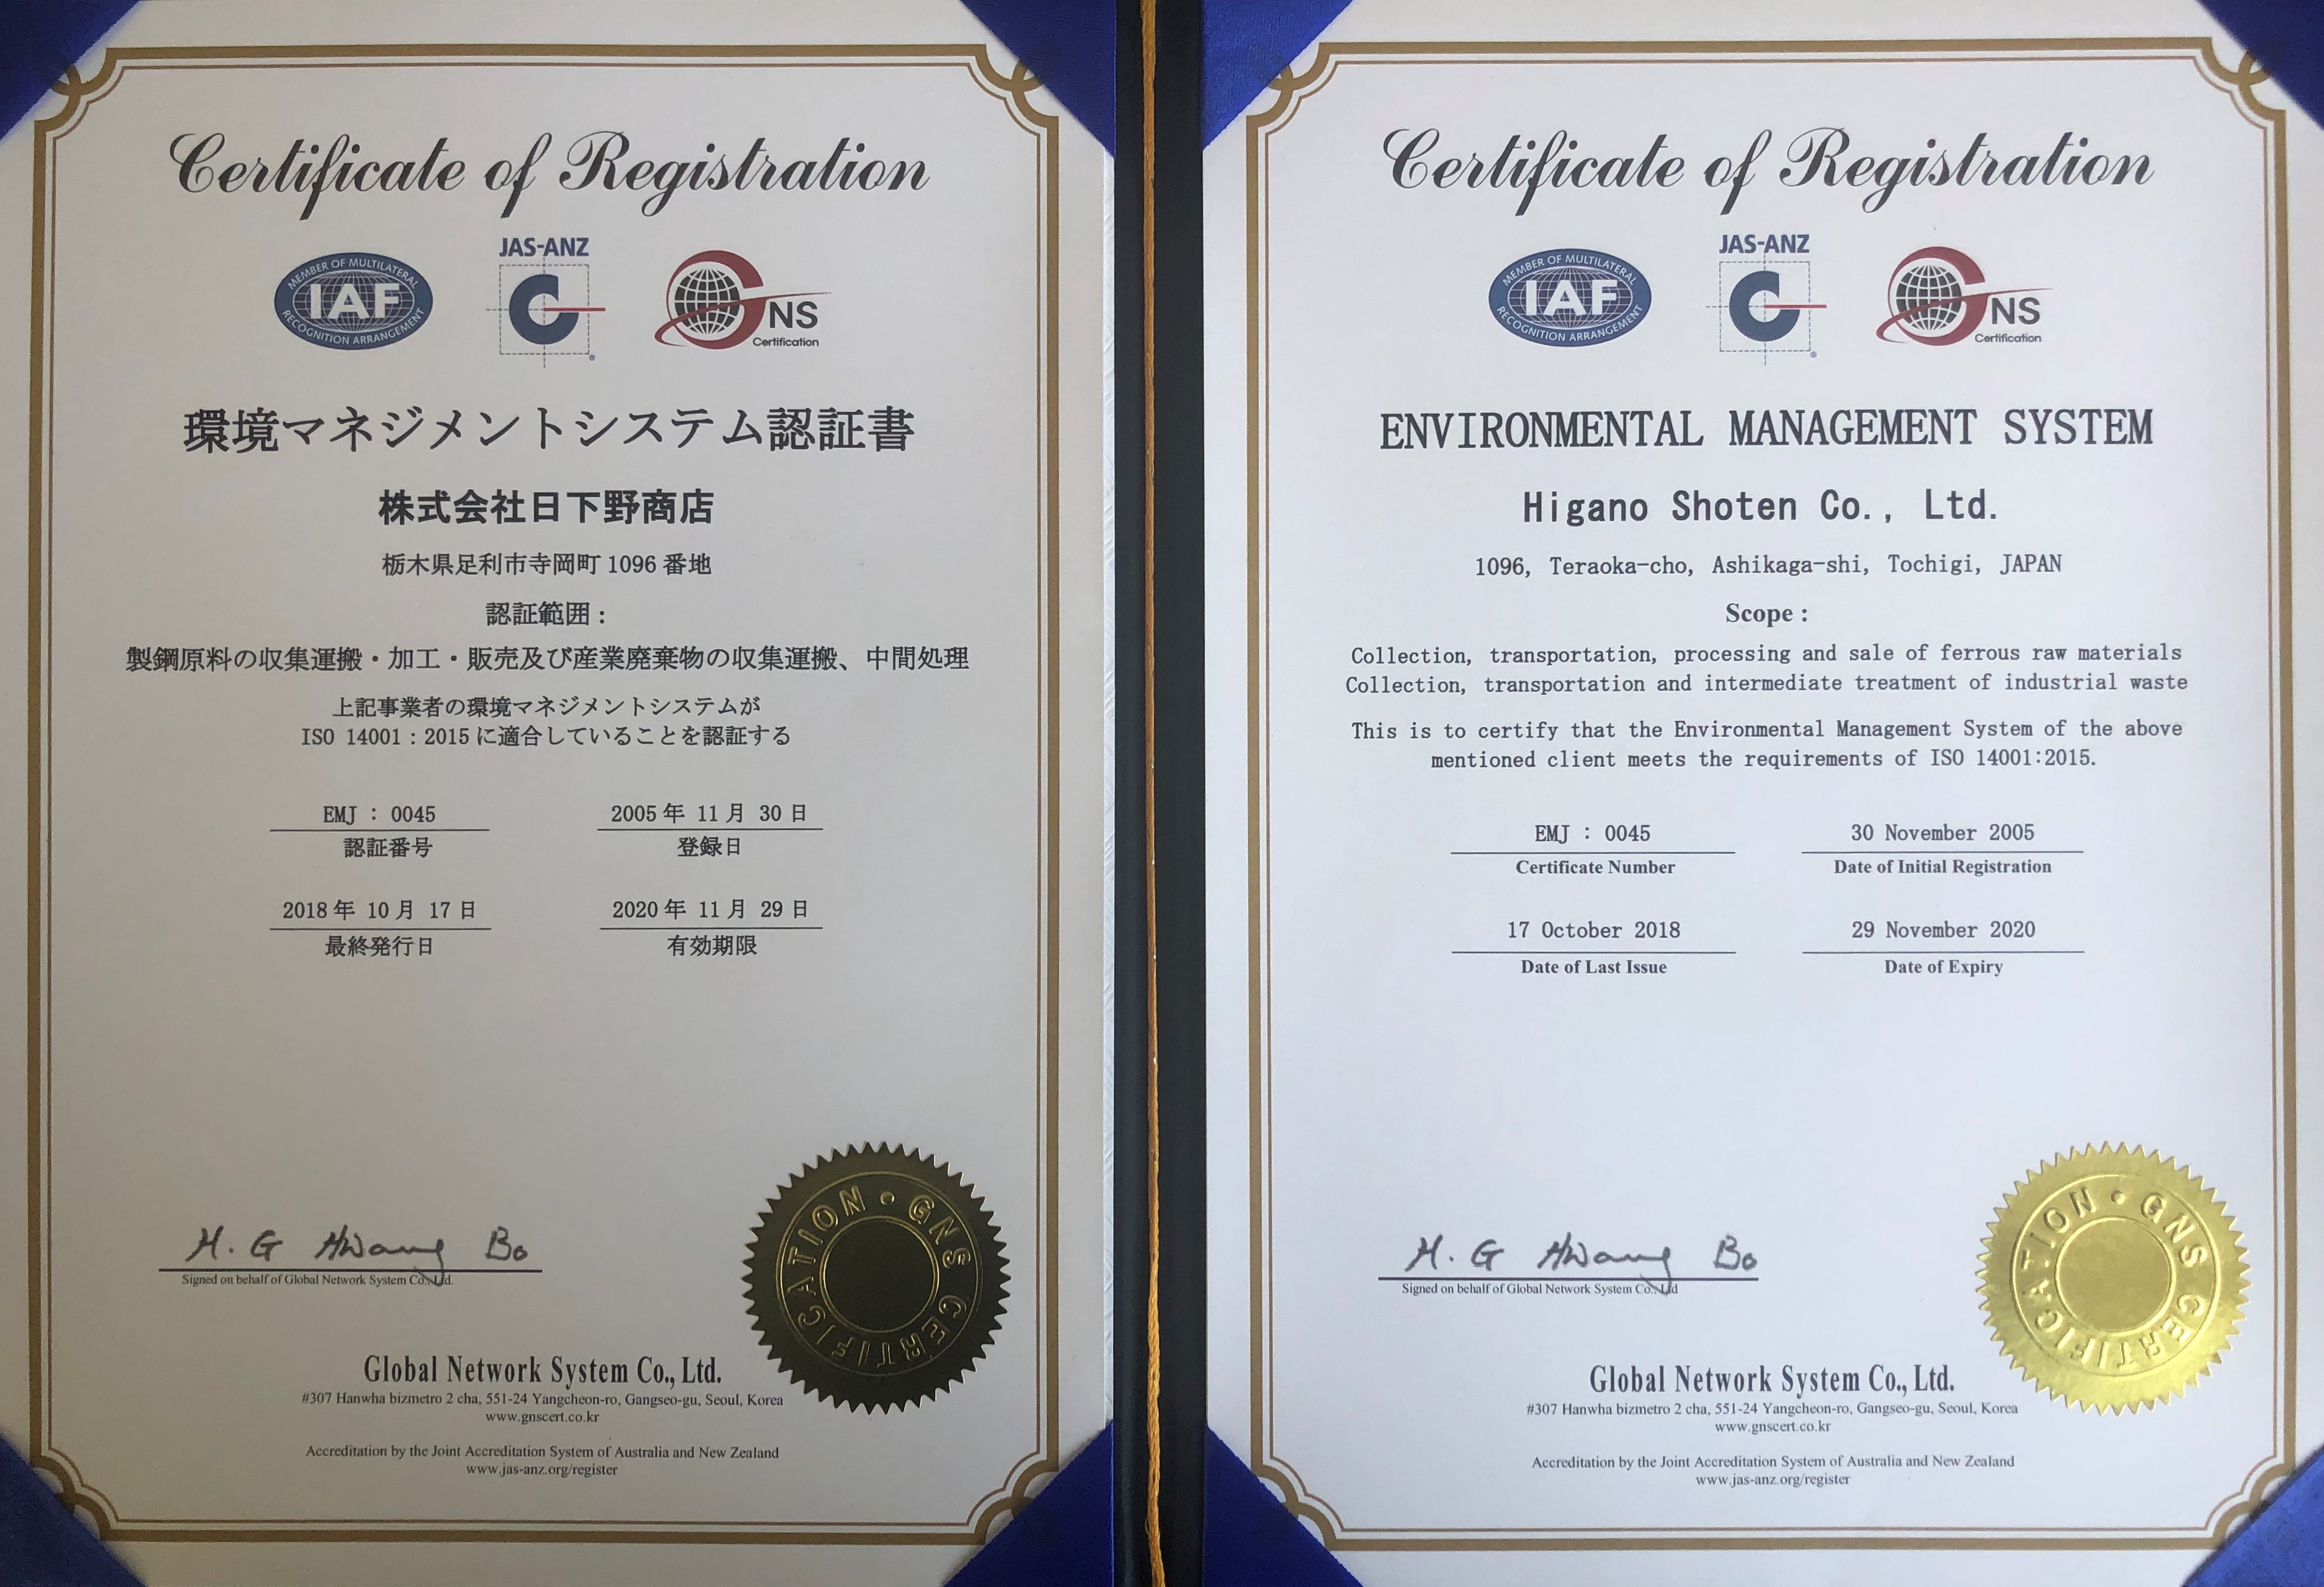 Certificate of Registration
MEMBER OF MULTILATERAL
IAF
RECOGNITION ARRANGEMENT
JAS-ANZ
C
GNS
Certification
環境マネジメントシステム認証書
株式会社日下野商店
栃木県足利市寺岡町 1096 番地
認証範囲 :
製鋼原料の収集運搬・加工・販売及び産業廃棄物の収集運搬、中間処理
上記事業者の環境マネジメントシステムが
ISO 14001 : 2015 に適合していることを認証する
EMJ : 0045
認証番号
2005 年 11 月 30 日
登録日
2018 年 10 月 17 日
最終発行日
2020 年 11 月 29 日
有効期限
H. G Hwang Bo
Signed on behalf of Global Network System Co., Ltd.
GNS CERTIFICATION
Global Network System Co., Ltd.
#307 Hanwha bizmetro 2 cha, 551-24 Yangcheon-ro, Gangseo-gu, Seoul, Korea
www.gnscert.co.kr
Accreditation by the Joint Accreditation System of Australia and New Zealand
www.jas-anz.org/register
Certificate of Registration
MEMBER OF MULTILATERAL
IAF
RECOGNITION ARRANGEMENT
JAS-ANZ
C
GNS
Certification
ENVIRONMENTAL MANAGEMENT SYSTEM
Higano Shoten Co., Ltd.
1096, Teraoka-cho, Ashikaga-shi, Tochigi, JAPAN
Scope :
Collection, transportation, processing and sale of ferrous raw materials
Collection, transportation and intermediate treatment of industrial waste
This is to certify that the Environmental Management System of the above
mentioned client meets the requirements of ISO 14001:2015.
EMJ : 0045
Certificate Number
30 November 2005
Date of Initial Registration
17 October 2018
Date of Last Issue
29 November 2020
Date of Expiry
H. G Hwang Bo
Signed on behalf of Global Network System Co., Ltd
GNS CERTIFICATION
Global Network System Co., Ltd.
#307 Hanwha bizmetro 2 cha, 551-24 Yangcheon-ro, Gangseo-gu, Seoul, Korea
www.gnscert.co.kr
Accreditation by the Joint Accreditation System of Australia and New Zealand
www.jas-anz.org/register